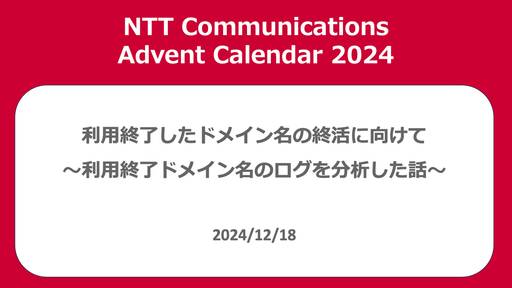 NTT Communications
Advent Calendar 2024
利用終了したドメイン名の終活に向けて
～利用終了ドメイン名のログを分析した話～
2024/12/18